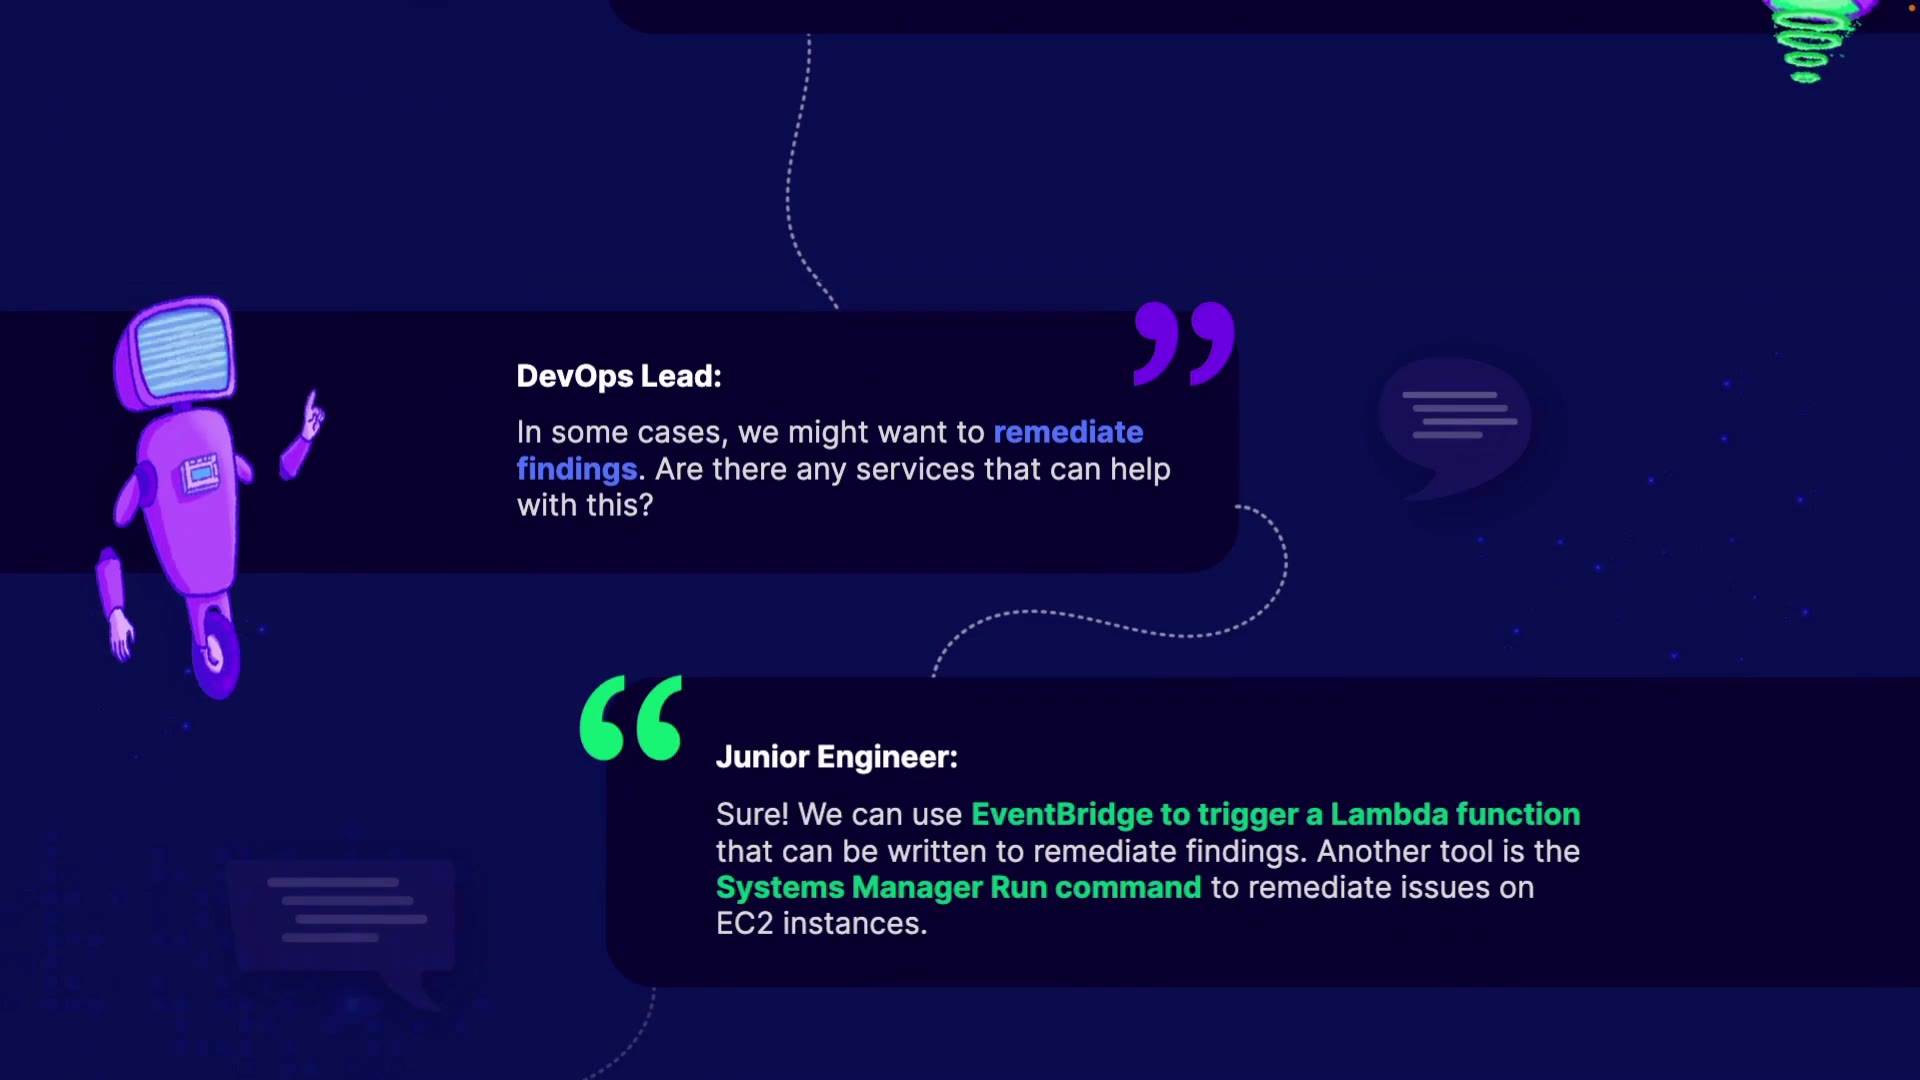 DevOps Lead:
In some cases, we might want to remediate
findings. Are there any services that can help
with this?
Junior Engineer:
Sure! We can use EventBridge to trigger a Lambda function
that can be written to remediate findings. Another tool is the
Systems Manager Run command to remediate issues on
EC2 instances.